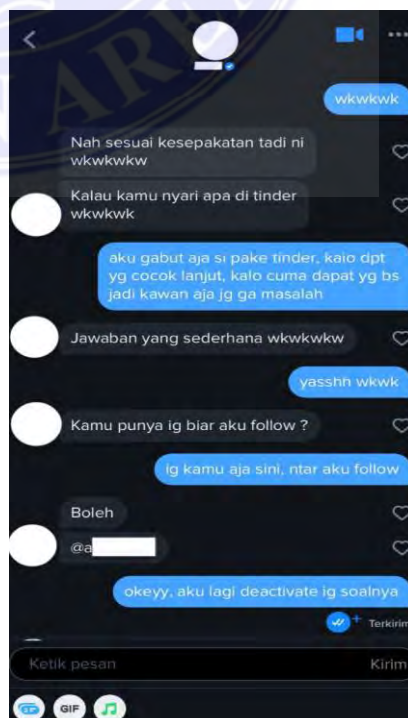 AREA
wkwkwk
Nah sesuai kesepakatan tadi ni
wkwkwkw
Kalau kamu nyari apa di tinder
wkwkwk
aku gabut aja si pake tinder, kalo dpt
yg cocok lanjut, kalo cuma dapat yg bs
jadi kawan aja jg ga masalah
Jawaban yang sederhana wkwkwkw
yasshh wkwk
Kamu punya ig biar aku follow ?
ig kamu aja sini, ntar aku follow
Boleh
@a
okeyy, aku lagi deactivate ig soalnya
Terkirim
Ketik pesan Kirim
GIF